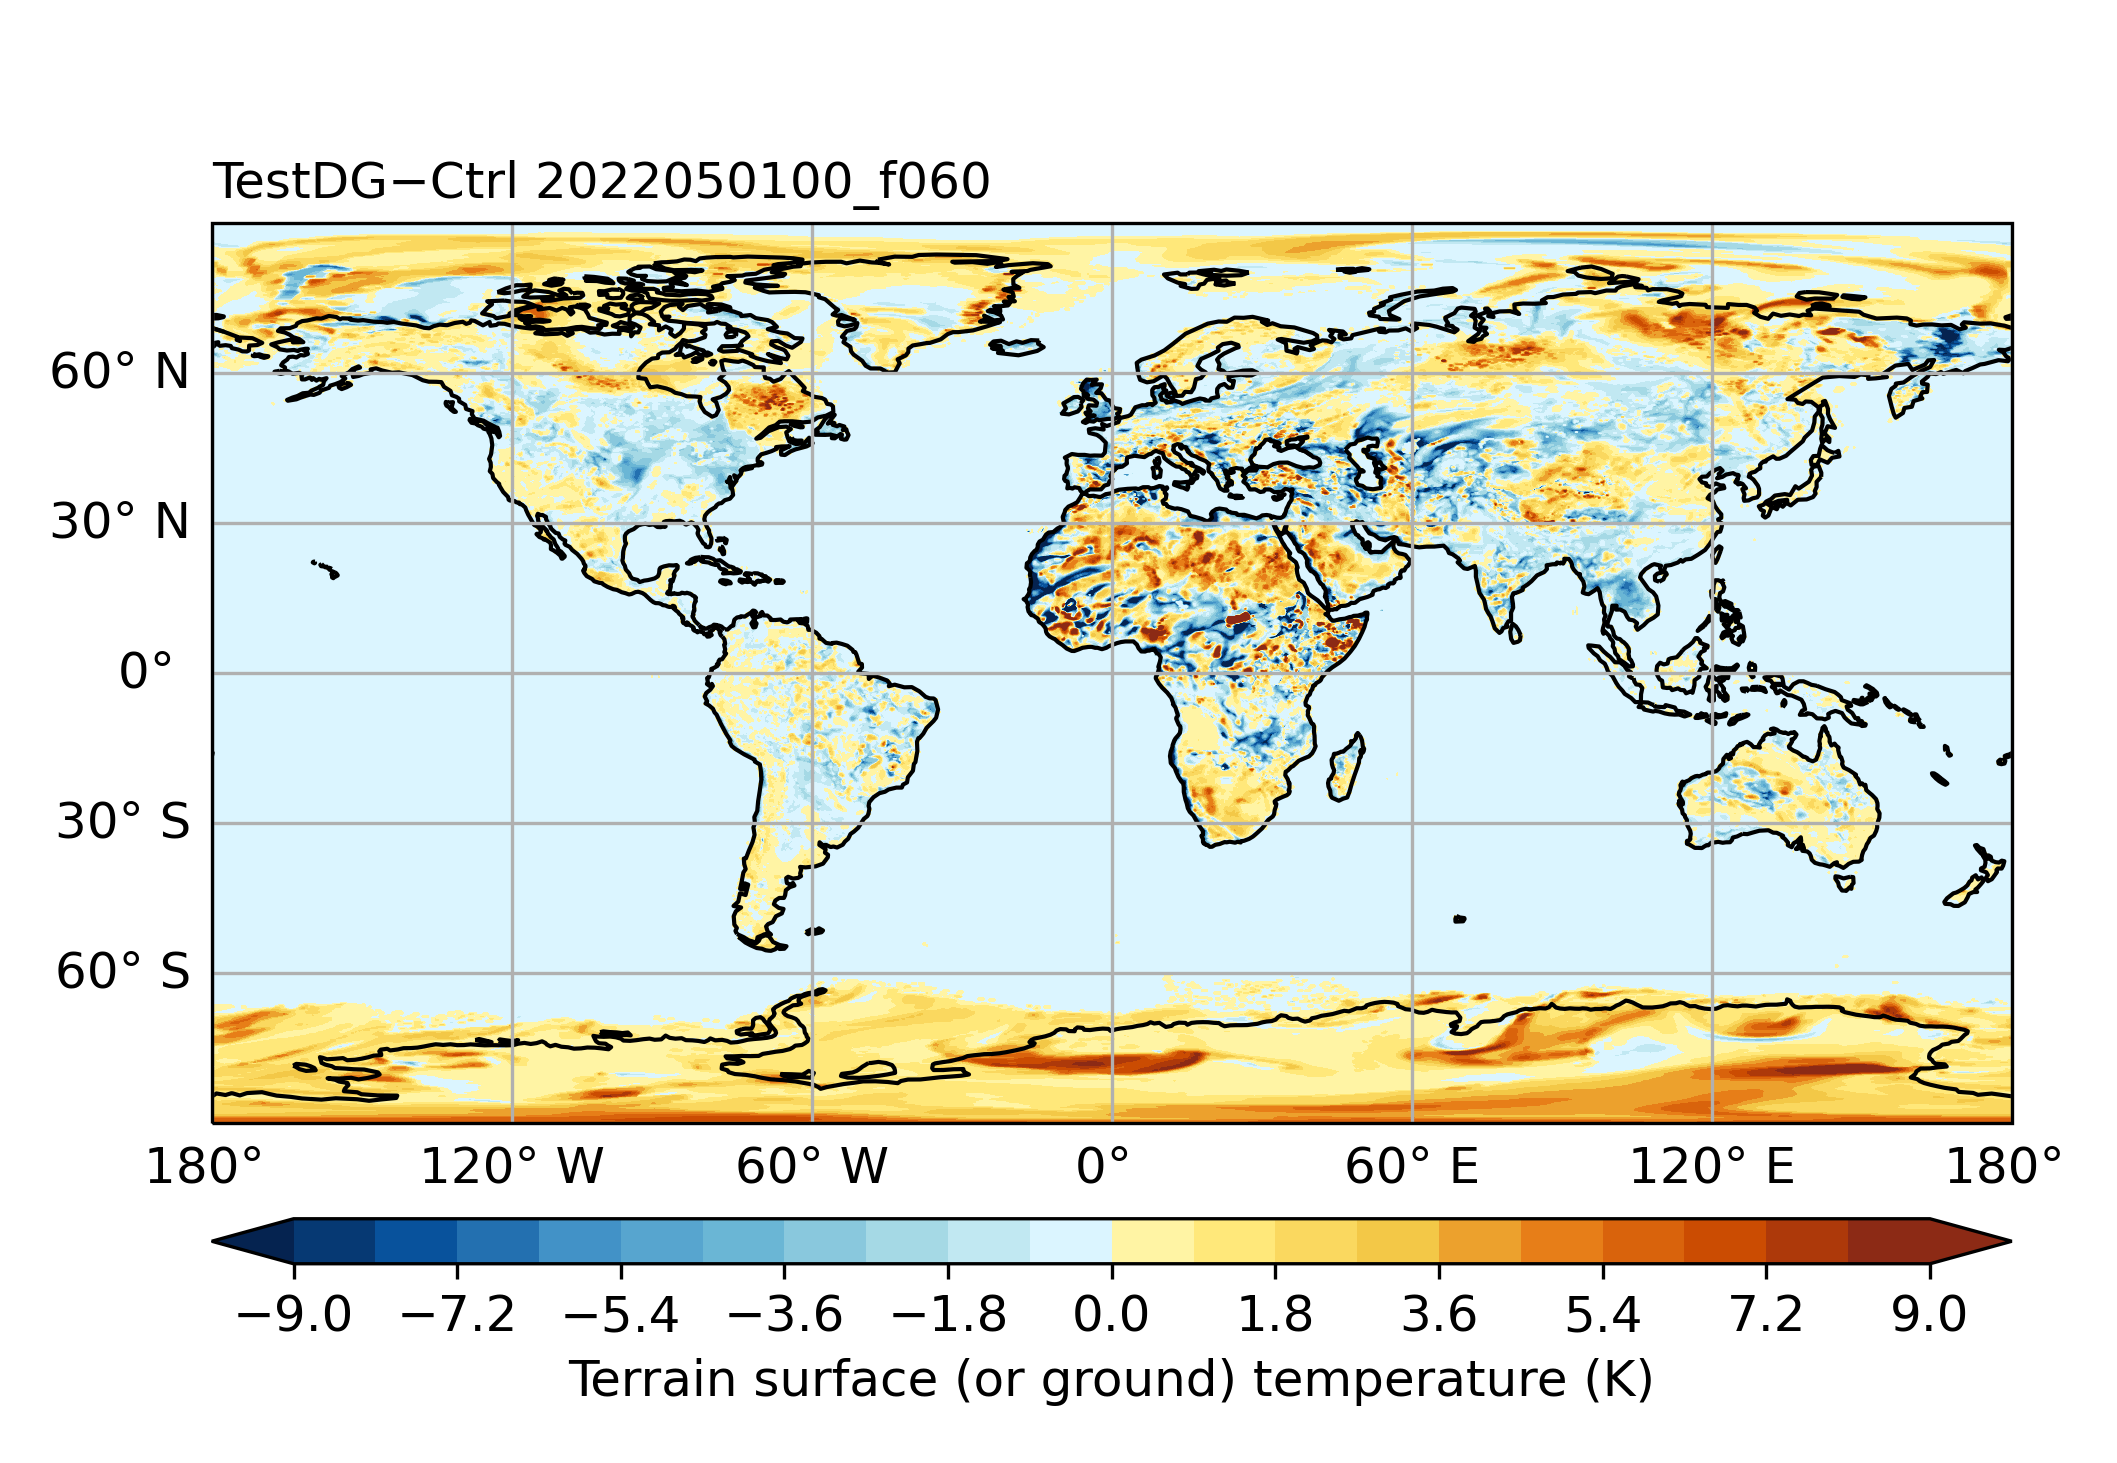 TestDG−Ctrl 2022050100_f060
60° N
30° N
0°
30° S
60° S
180° 120° W 60° W 0° 60° E 120° E 180°
−9.0 −7.2 −5.4 −3.6 −1.8 0.0 1.8 3.6 5.4 7.2 9.0
Terrain surface (or ground) temperature (K)